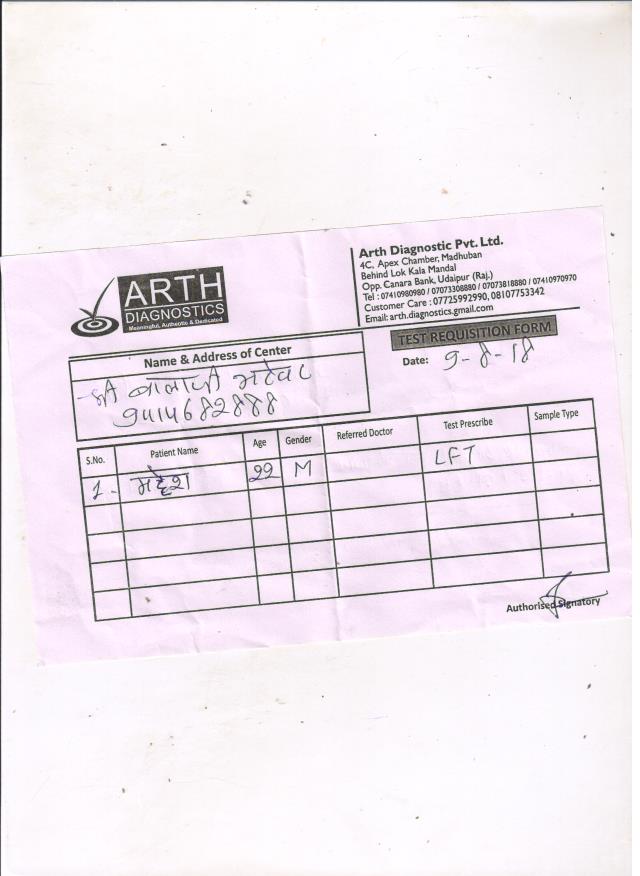 ARTH
DIAGNOSTICS
Meaningful, Authentic & Dedicated
Arth Diagnostic Pvt. Ltd.
4C, Apex Chamber, Madhuban
Behind Lok Kala Mandal
Opp. Canara Bank, Udaipur (Raj.)
Tel : 07410980980 / 07073308880 / 07073818880 / 07410970970
Customer Care : 07725992990, 08107753342
Email: arth.diagnostics.gmail.com
TEST REQUISITION FORM
Date: 9-8-18
Name & Address of Center
श्री
9414682888
S.No. Patient Name Age Gender Referred Doctor Test Prescribe Sample Type
1- महेश 22 M LFT
Authorised Signatory